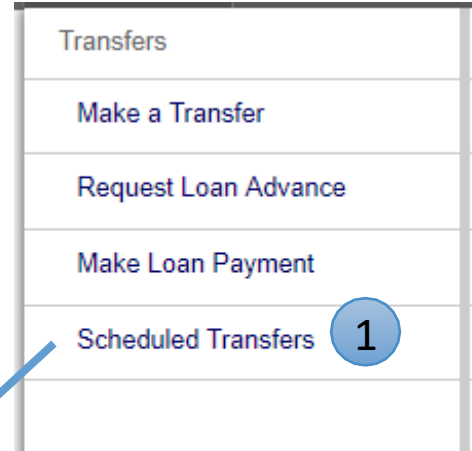 Transfers
Make a Transfer
Request Loan Advance
Make Loan Payment
Scheduled Transfers 1